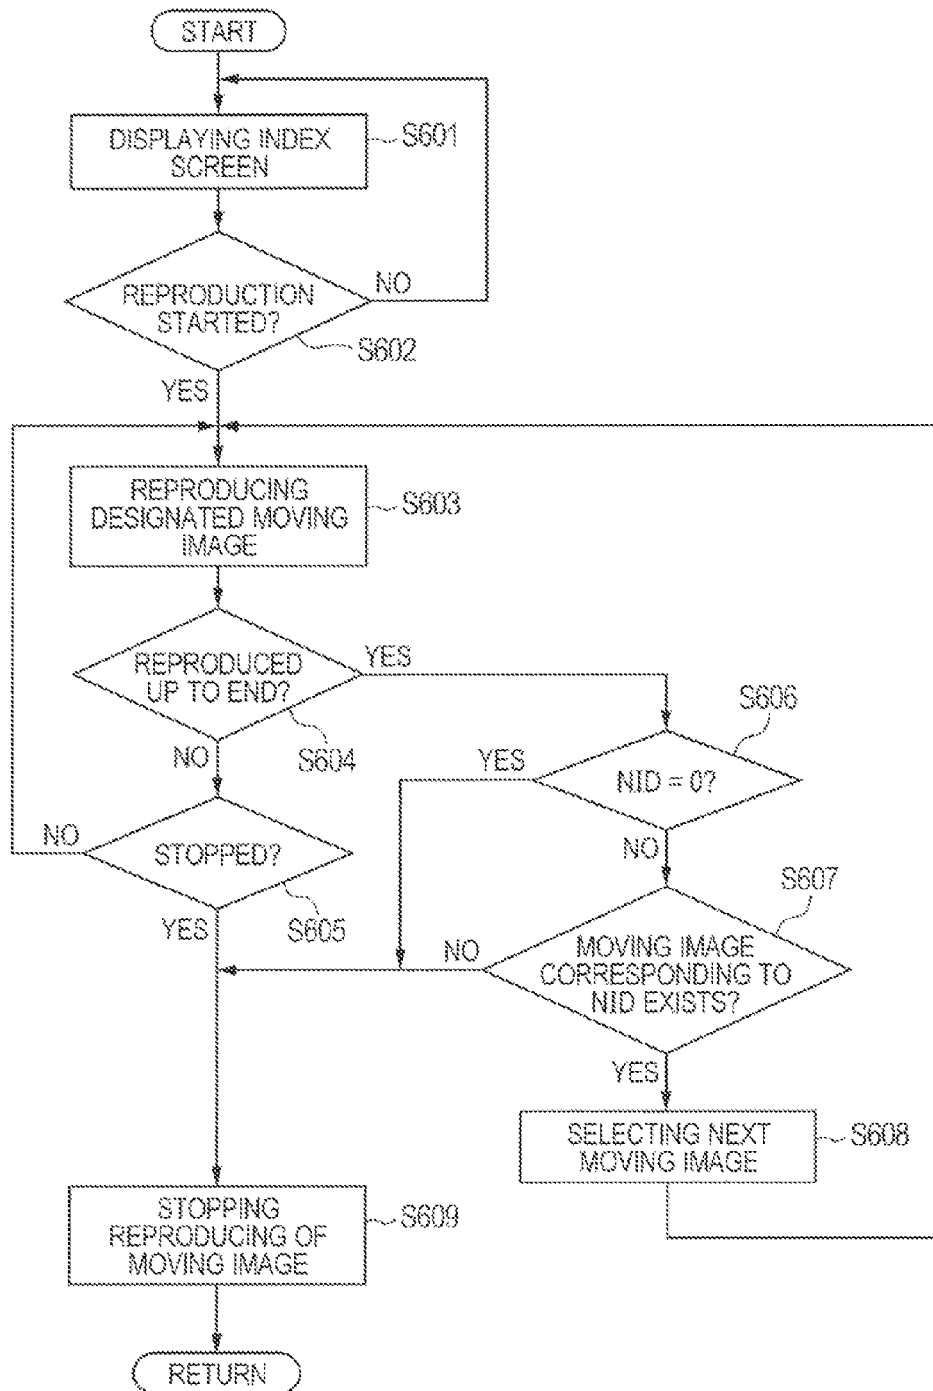 START
DISPLAYING INDEX
SCREEN
S601
REPRODUCTION
STARTED?
NO
S602
YES
REPRODUCING
DESIGNATED MOVING
IMAGE
S603
REPRODUCED
UP TO END?
YES
S604
NO
NID = 0?
S606
YES
NO
STOPPED?
NO
S605
YES
MOVING IMAGE
CORRESPONDING TO
NID EXISTS?
S607
NO
YES
SELECTING NEXT
MOVING IMAGE
S608
STOPPING
REPRODUCING OF
MOVING IMAGE
S609
RETURN